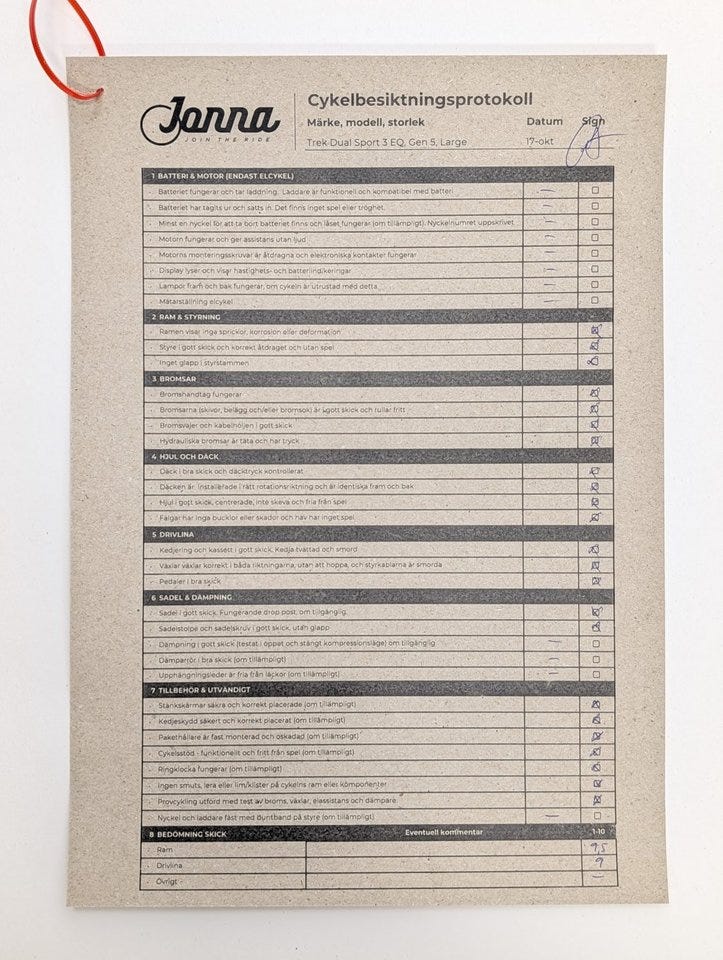 Jonna
JOIN THE RIDE
Cykelbesiktningsprotokoll
Märke, modell, storlek Datum Sign
Trek Dual Sport 3 EQ, Gen 5, Large 17-okt
1 BATTERI & MOTOR (ENDAST ELCYKEL)
Batteriet fungerar och tar laddning. Laddare är funktionell och kompatibel med batteri —
Batteriet har tagits ur och satts in. Det finns inget spel eller tröghet. —
Minst en nyckel för att ta bort batteriet finns och låset fungerar (om tillämpligt). Nyckelnumret uppskrivet —
Motorn fungerar och ger assistans utan ljud —
Motorns monteringsskruvar är åtdragna och elektroniska kontakter fungerar —
Display lyser och visar hastighets- och batteriindikeringar —
Lampor fram och bak fungerar, om cykeln är utrustad med detta —
Mätarställning elcykel —
2 RAM & STYRNING
Ramen visar inga sprickor, korrosion eller deformation
Styre i gott skick och korrekt åtdraget och utan spel
Inget glapp i styrstammen
3 BROMSAR
Bromshandtag fungerar
Bromsarna (skivor, belägg och/eller bromsok) är i gott skick och rullar fritt
Bromsvajer och kabelhöljen i gott skick
Hydrauliska bromsar är täta och har tryck
4 HJUL OCH DÄCK
Däck i bra skick och däcktryck kontrollerat
Däcken är installerade i rätt rotationsriktning och är identiska fram och bak
Hjul i gott skick, centrerade, inte skeva och fria från spel
Fälgar har inga bucklor eller skador och nav har inget spel
5 DRIVLINA
Kedjering och kassett i gott skick. Kedja tvättad och smord
Växlar växlar korrekt i båda riktningarna, utan att hoppa, och styrkablarna är smorda
Pedaler i bra skick
6 SADEL & DÄMPNING
Sadel i gott skick. Fungerande drop post, om tillgänglig.
Sadelstolpe och sadelskruv i gott skick, utan glapp
Dämpning i gott skick (testat i öppet och stängt kompressionsläge) om tillgänglig —
Dämparrör i bra skick (om tillämpligt) —
Upphängningsleder är fria från läckor (om tillämpligt) —
7 TILLBEHÖR & UTVÄNDIGT
Stänkskärmar säkra och korrekt placerade (om tillämpligt)
Kedjeskydd säkert och korrekt placerat (om tillämpligt)
Pakethållare är fast monterad och oskadad (om tillämpligt)
Cykelsstöd - funktionellt och fritt från spel (om tillämpligt)
Ringklocka fungerar (om tillämpligt)
Ingen smuts, lera eller lim/klister på cykelns ram eller komponenter
Provcykling utförd med test av broms, växlar, elassistans och dämpare
Nyckel och laddare fäst med buntband på styre (om tillämpligt) —
8 BEDÖMNING SKICK Eventuell kommentar 1-10
Ram 9,5
Drivlina 9
Övrigt —